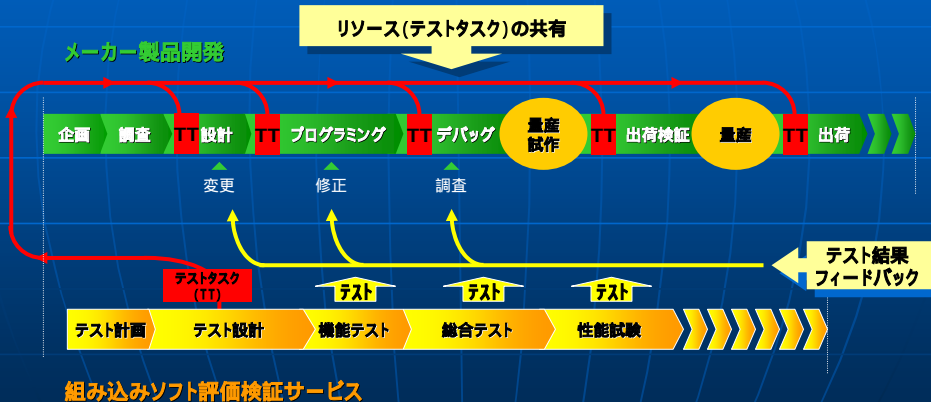 リソース(テストタスク)の共有
メーカー製品開発
企画
調査
TT
設計
TT
プログラミング
TT
デバッグ
量産
試作
TT
出荷検証
量産
TT
出荷
変更
修正
調査
テスト結果
フィードバック
テストタスク
(TT)
テスト
テスト
テスト
テスト計画
テスト設計
機能テスト
総合テスト
性能試験
組み込みソフト評価検証サービス